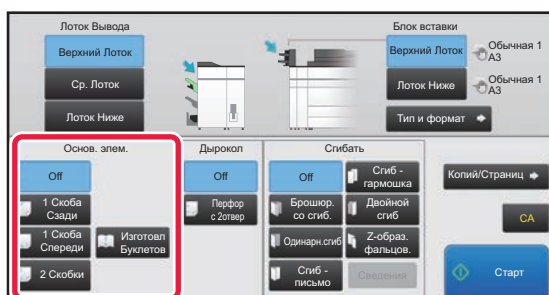 Лоток Вывода
Верхний Лоток
Ср. Лоток
Лоток Ниже
Блок вставки
Верхний Лоток
Обычная 1
A3
Лоток Ниже
Обычная 1
A3
Тип и формат
Основ. элем.
Off
1 Скоба
Сзади
1 Скоба
Спереди
2 Скобки
Изготовл
Буклетов
Дырокол
Off
Перфор
с 2отвер
Сгибать
Off
Брошюр.
со сгиб.
Одинарн.сгиб
Сгиб -
письмо
Сгиб -
гармошка
Двойной
сгиб
Z-образ.
фальцов.
Сведения
Копий/Страниц
CA
Старт